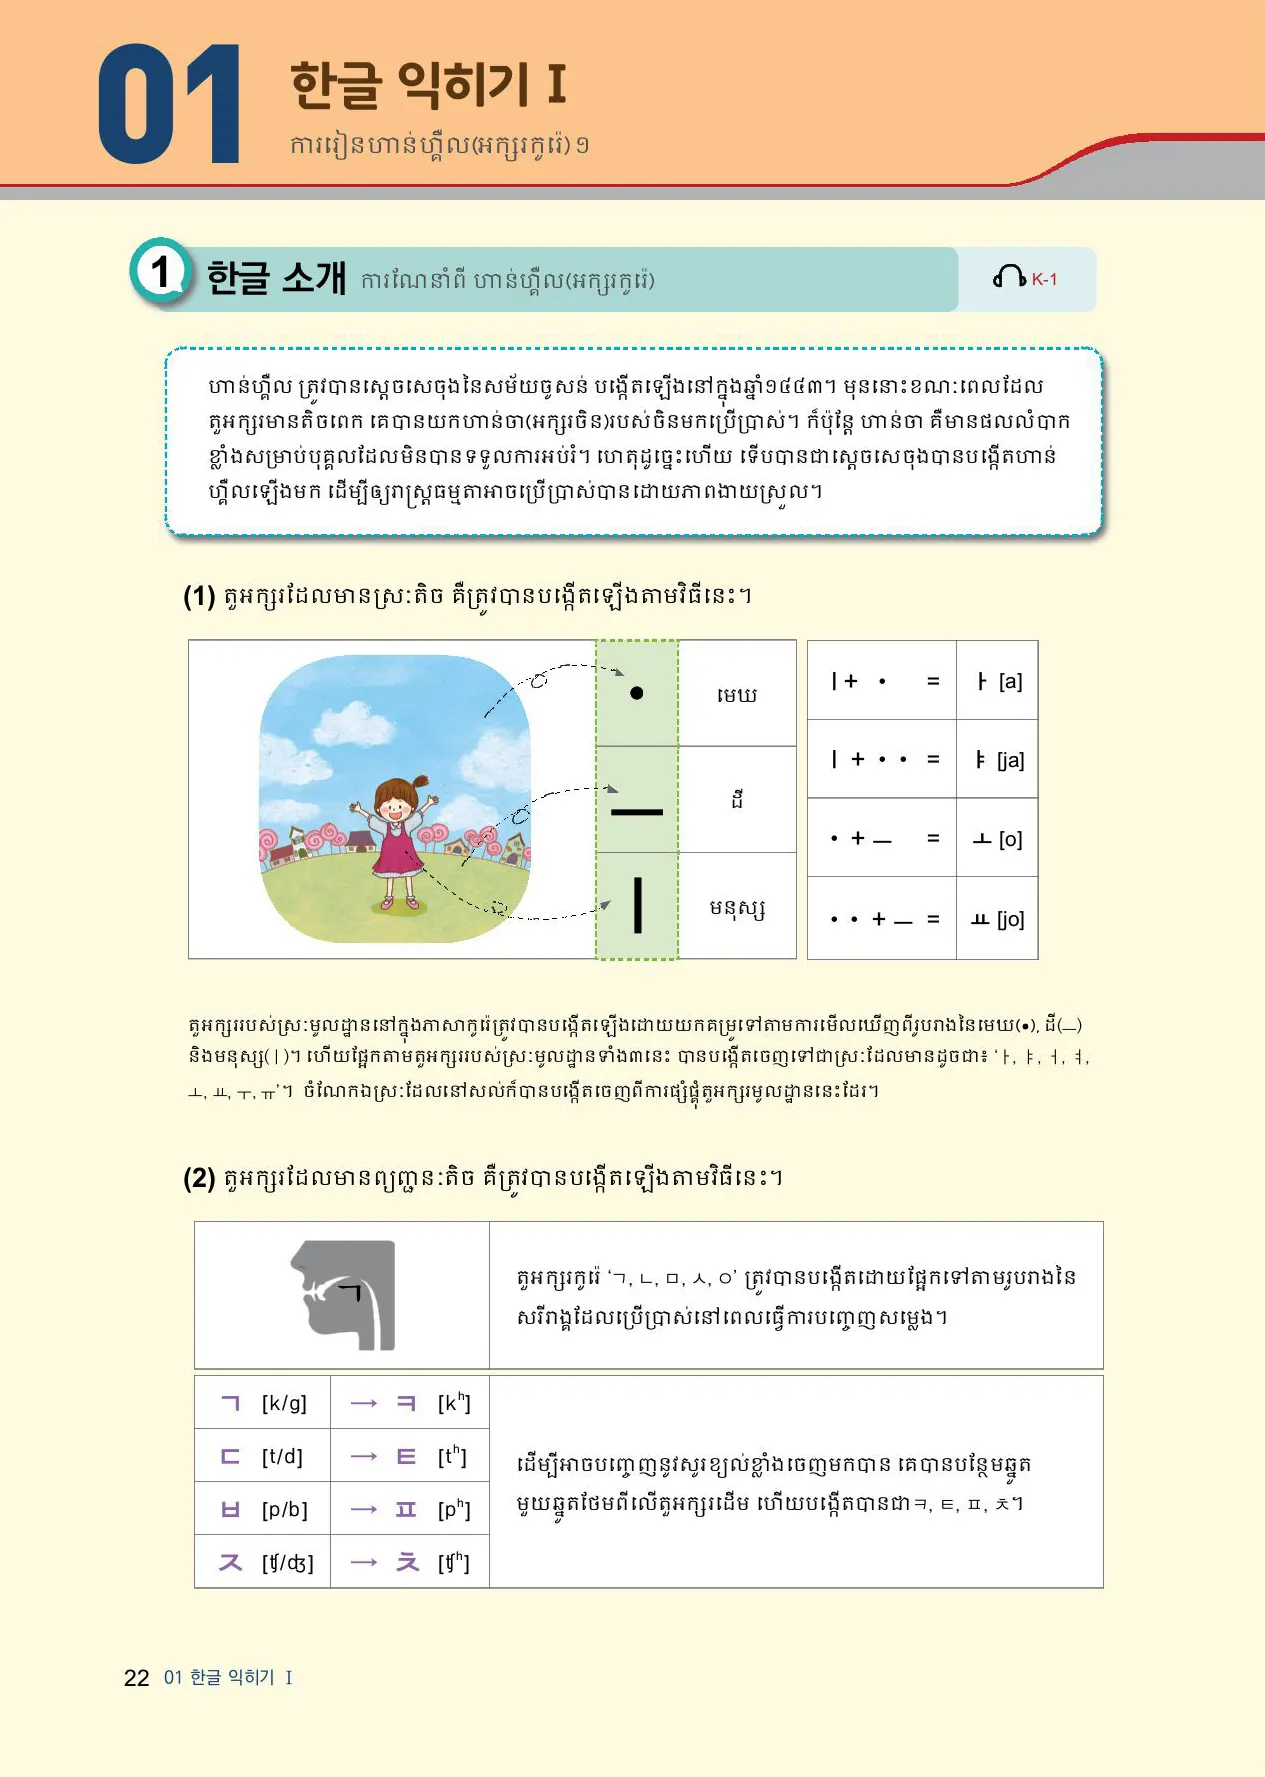 01
한글 익히기 I
ការរៀនហាន់ហ្គឺល(អក្សរកូរ៉េ) ១
1 한글 소개 ការណែនាំពី ហាន់ហ្គឺល(អក្សរកូរ៉េ)
K-1
ហាន់ហ្គឺល ត្រូវបានស្តេចសេចុងនៃសម័យចូសន់ បង្កើតឡើងនៅក្នុងឆ្នាំ១៤៤៣។ មុននោះខណៈពេលដែល
តួអក្សរមានតិចពេក គេបានយកហាន់ចា(អក្សរចិន)របស់ចិនមកប្រើប្រាស់។ ក៏ប៉ុន្តែ ហាន់ចា គឺមានផលលំបាក
ខ្លាំងសម្រាប់បុគ្គលដែលមិនបានទទួលការអប់រំ។ ហេតុដូច្នេះហើយ ទើបបានជាស្តេចសេចុងបានបង្កើតហាន់
ហ្គឺលឡើងមក ដើម្បីឲ្យរាស្ត្រធម្មតាអាចប្រើប្រាស់បានដោយភាពងាយស្រួល។
(1) តួអក្សរដែលមានស្រៈតិច គឺត្រូវបានបង្កើតឡើងតាមវិធីនេះ។
• មេឃ
ㅡ ដី
ㅣ មនុស្ស
ㅣ + • = ㅏ [a]
ㅣ + • • = ㅑ [ja]
• + ㅡ = ㅗ [o]
• • + ㅡ = ㅛ [jo]
តួអក្សររបស់ស្រៈមូលដ្ឋាននៅក្នុងភាសាកូរ៉េត្រូវបានបង្កើតឡើងដោយយកគម្រូទៅតាមការមើលឃើញពីរូបរាងនៃមេឃ(•), ដី(ㅡ)
និងមនុស្ស(ㅣ)។ ហើយផ្អែកតាមតួអក្សររបស់ស្រៈមូលដ្ឋានទាំង៣នេះ បានបង្កើតចេញទៅជាស្រៈដែលមានដូចជា៖ ‘ㅏ, ㅑ, ㅓ, ㅕ,
ㅗ, ㅛ, ㅜ, ㅠ’។ ចំណែកឯស្រៈដែលនៅសល់ក៏បានបង្កើតចេញពីការផ្សំផ្គុំតួអក្សរមូលដ្ឋាននេះដែរ។
(2) តួអក្សរដែលមានព្យញ្ជនៈតិច គឺត្រូវបានបង្កើតឡើងតាមវិធីនេះ។
ㄱ
តួអក្សរកូរ៉េ ‘ㄱ, ㄴ, ㅁ, ㅅ, ㅇ’ ត្រូវបានបង្កើតដោយផ្អែកទៅតាមរូបរាងនៃ
សរីរាង្គដែលប្រើប្រាស់នៅពេលធ្វើការបញ្ចេញសម្លេង។
ㄱ [k/g] → ㅋ [kʰ]
ㄷ [t/d] → ㅌ [tʰ]
ㅂ [p/b] → ㅍ [pʰ]
ㅈ [ʧ/ʤ] → ㅊ [ʧʰ]
ដើម្បីអាចបញ្ចេញនូវសូរខ្យល់ខ្លាំងចេញមកបាន គេបានបន្ថែមឆ្នូត
មួយឆ្នូតថែមពីលើតួអក្សរដើម ហើយបង្កើតបានជាㅋ, ㅌ, ㅍ, ㅊ។
22 01 한글 익히기 I